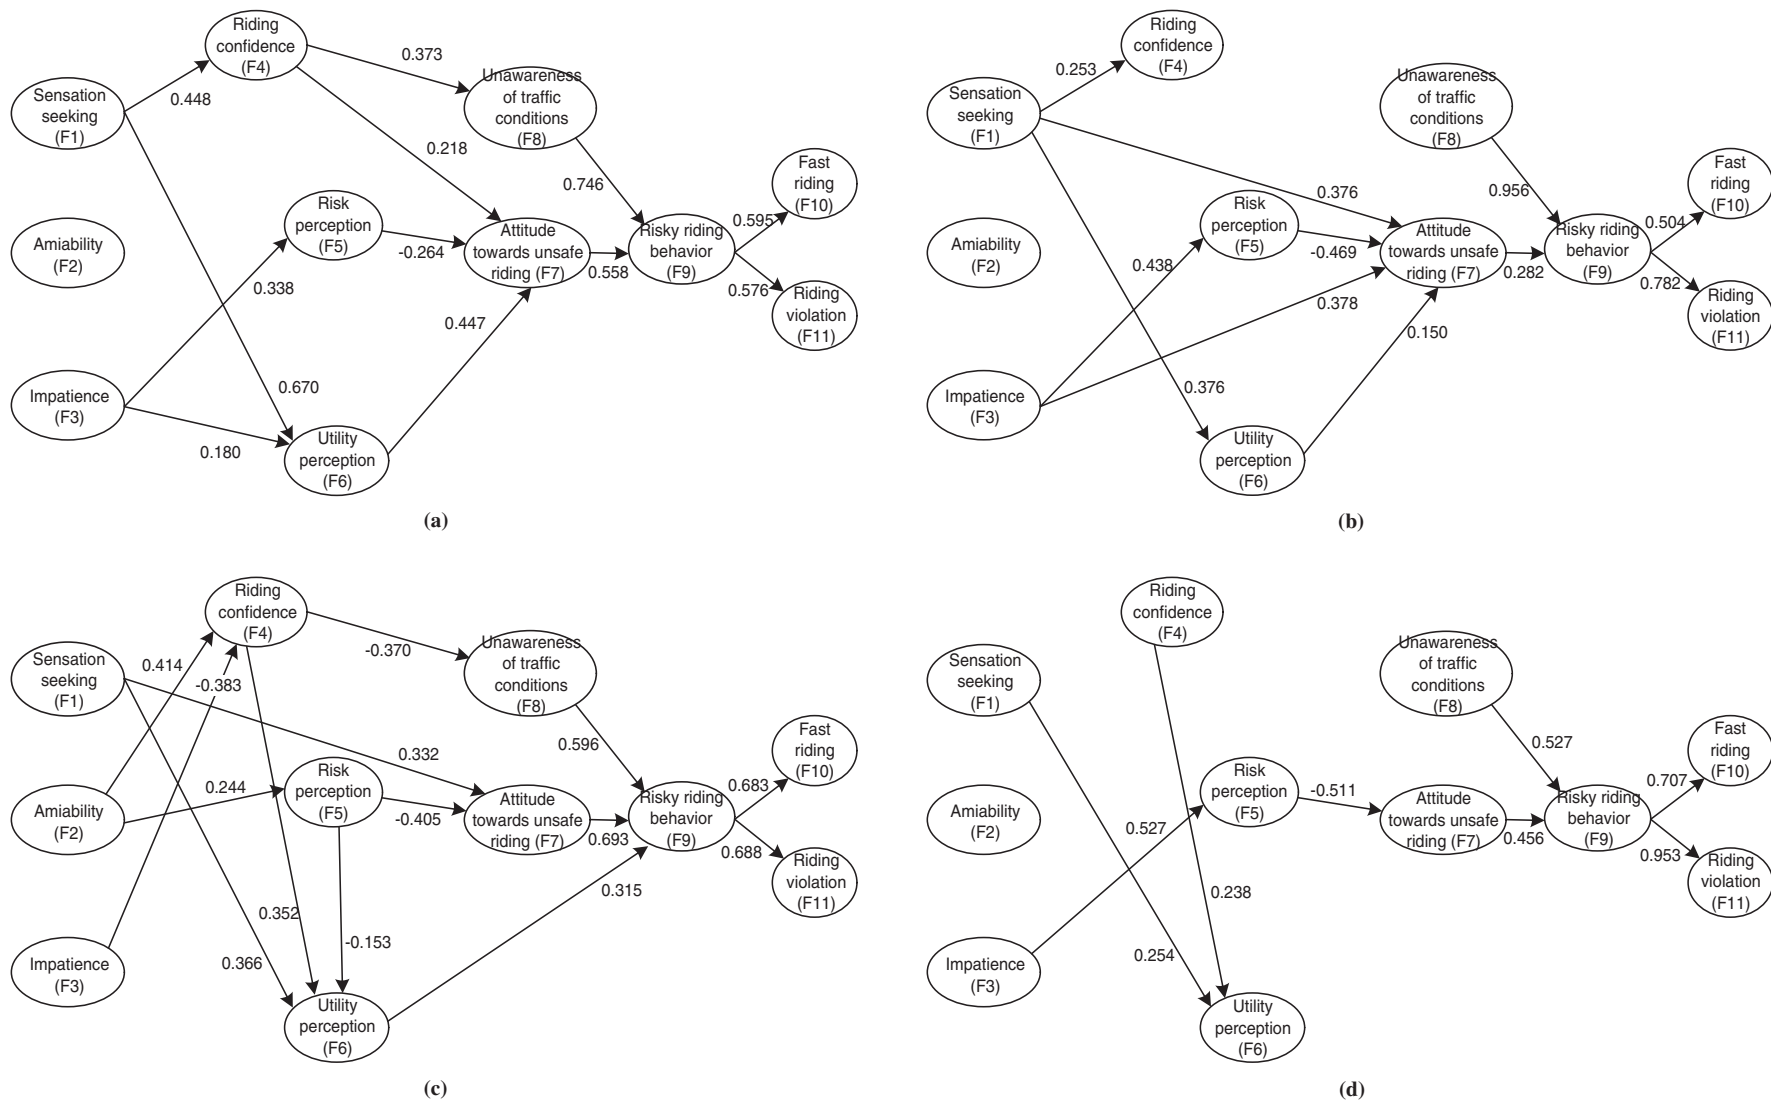 Riding
confidence
(F4)
0.373
Unawareness
of traffic
conditions
(F8)
Sensation
seeking
(F1)
0.448
0.218
0.746
Fast
riding
(F10)
0.595
Risk
perception
(F5)
Amiability
(F2)
-0.264
Attitude
towards unsafe
riding (F7)
0.558
Risky riding
behavior
(F9)
0.576
Riding
violation
(F11)
0.338
0.447
0.670
Impatience
(F3)
0.180
Utility
perception
(F6)
(a)
Riding
confidence
(F4)
0.253
Unawareness
of traffic
conditions
(F8)
Sensation
seeking
(F1)
0.376
0.956
Fast
riding
(F10)
0.504
Risk
perception
(F5)
Amiability
(F2)
0.438
-0.469
Attitude
towards unsafe
riding (F7)
0.282
Risky riding
behavior
(F9)
0.782
Riding
violation
(F11)
0.378
0.150
0.376
Impatience
(F3)
Utility
perception
(F6)
(b)
Riding
confidence
(F4)
-0.370
Unawareness
of traffic
conditions
(F8)
Sensation
seeking
(F1)
0.414
-0.383
0.332
0.596
Fast
riding
(F10)
0.683
Risk
perception
(F5)
0.244
Amiability
(F2)
-0.405
Attitude
towards unsafe
riding (F7)
0.693
Risky riding
behavior
(F9)
0.688
Riding
violation
(F11)
0.315
0.352
-0.153
0.366
Impatience
(F3)
Utility
perception
(F6)
(c)
Riding
confidence
(F4)
Unawareness
of traffic
conditions
(F8)
Sensation
seeking
(F1)
0.527
Fast
riding
(F10)
0.707
Risk
perception
(F5)
-0.511
Amiability
(F2)
0.527
Attitude
towards unsafe
riding (F7)
0.456
Risky riding
behavior
(F9)
0.953
Riding
violation
(F11)
0.238
0.254
Impatience
(F3)
Utility
perception
(F6)
(d)